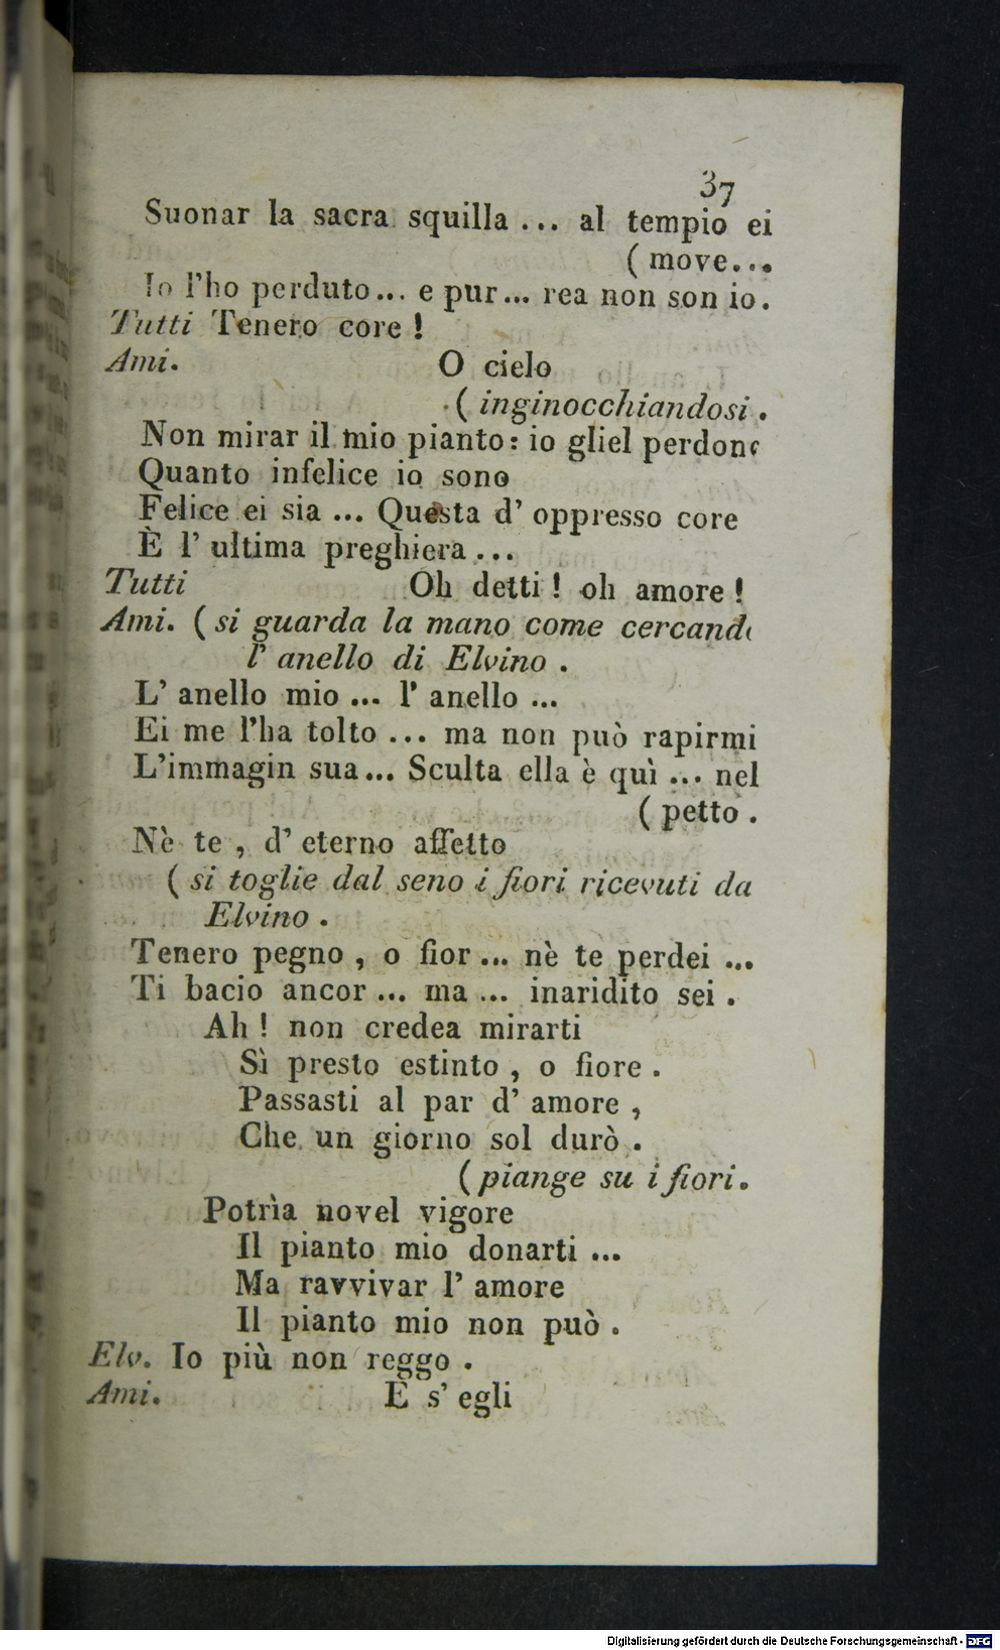 37
Suonar la sacra squilla ... al tempio ei
( move...
Io l'ho perduto ... e pur... rea non son io.
Tutti Tenero core !
Ami. O cielo
( inginocchiandosi .
Non mirar il mio pianto: io gliel perdono
Quanto infelice io sono
Felice ei sia ... Questa d' oppresso core
È l' ultima preghiera ...
Tutti Oh detti ! oh amore !
Ami. ( si guarda la mano come cercando
l' anello di Elvino .
L' anello mio ... l' anello ...
Ei me l'ha tolto ... ma non può rapirmi
L'immagin sua ... Sculta ella è quì ... nel
( petto .
Nè te , d' eterno affetto
( si toglie dal seno i fiori ricevuti da
Elvino .
Tenero pegno , o fior ... nè te perdei ...
Ti bacio ancor ... ma ... inaridito sei .
Ah ! non credea mirarti
Sì presto estinto , o fiore .
Passasti al par d' amore ,
Che un giorno sol durò .
( piange su i fiori.
Potrìa novel vigore
Il pianto mio donarti ...
Ma ravvivar l' amore
Il pianto mio non può .
Elv. Io più non reggo .
Ami. E s' egli
Digitalisierung gefördert durch die Deutsche Forschungsgemeinschaft - DFG